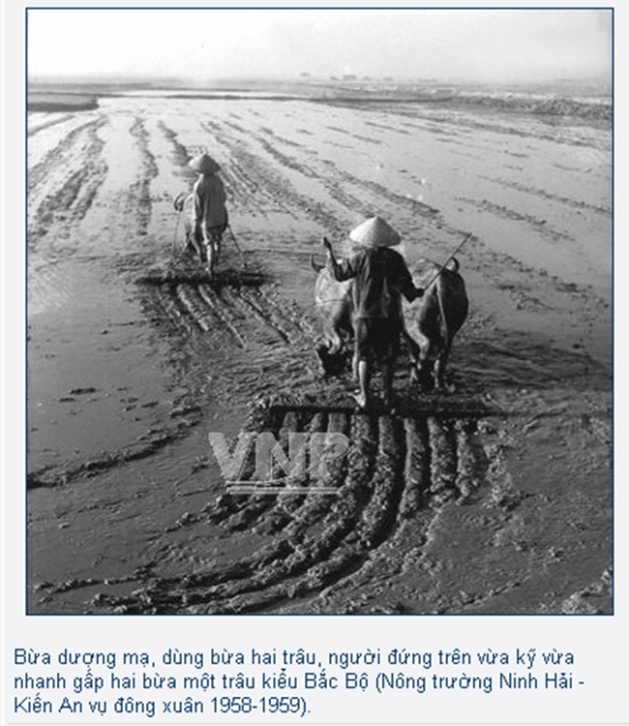 VNP
Bừa dượng mạ, dùng bừa hai trâu, người đứng trên vừa kỹ vừa
nhanh gấp hai bừa một trâu kiểu Bắc Bộ (Nông trường Ninh Hải -
Kiến An vụ đông xuân 1958-1959).